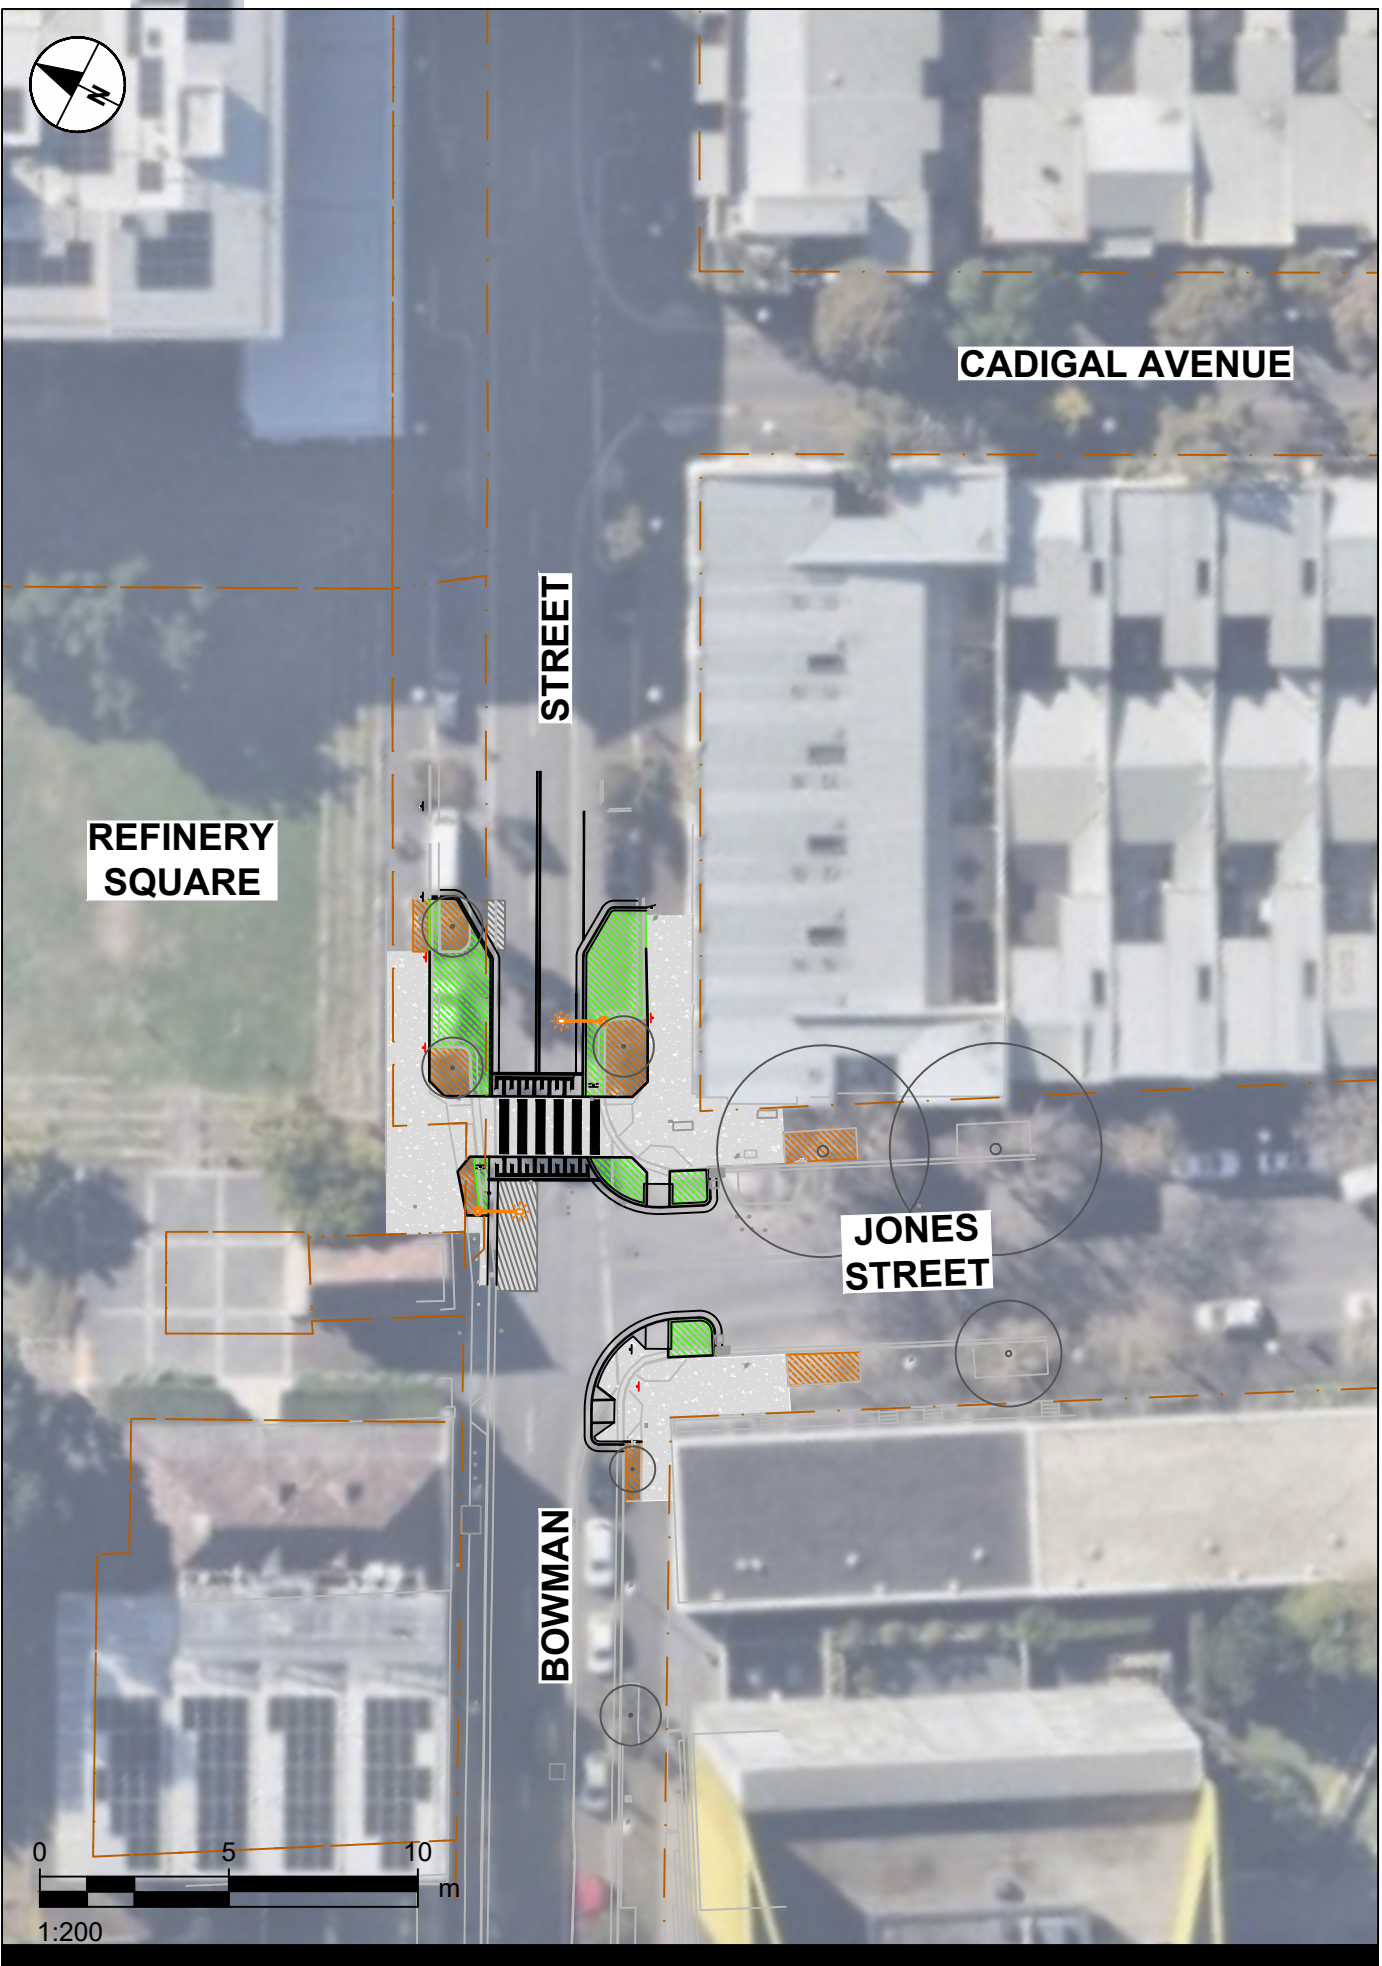 N
CADIGAL AVENUE
STREET
REFINERY
SQUARE
JONES
STREET
BOWMAN
0 5 10
m
1:200